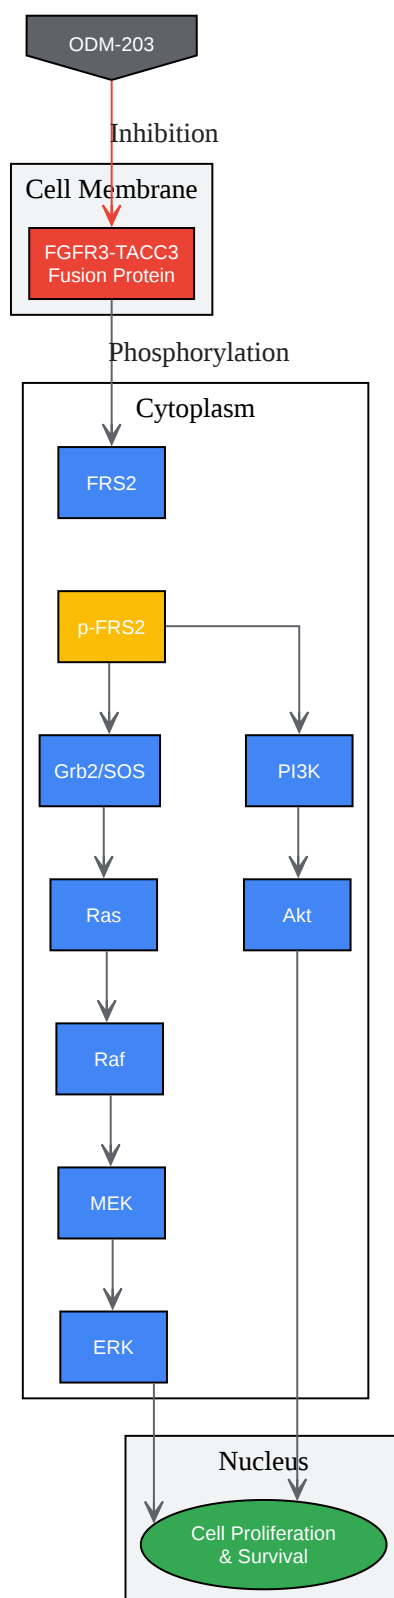 ODM-203
Inhibition
Cell Membrane
FGFR3-TACC3
Fusion Protein
Phosphorylation
Cytoplasm
FRS2
p-FRS2
Grb2/SOS
PI3K
Ras
Akt
Raf
MEK
ERK
Nucleus
Cell Proliferation
& Survival